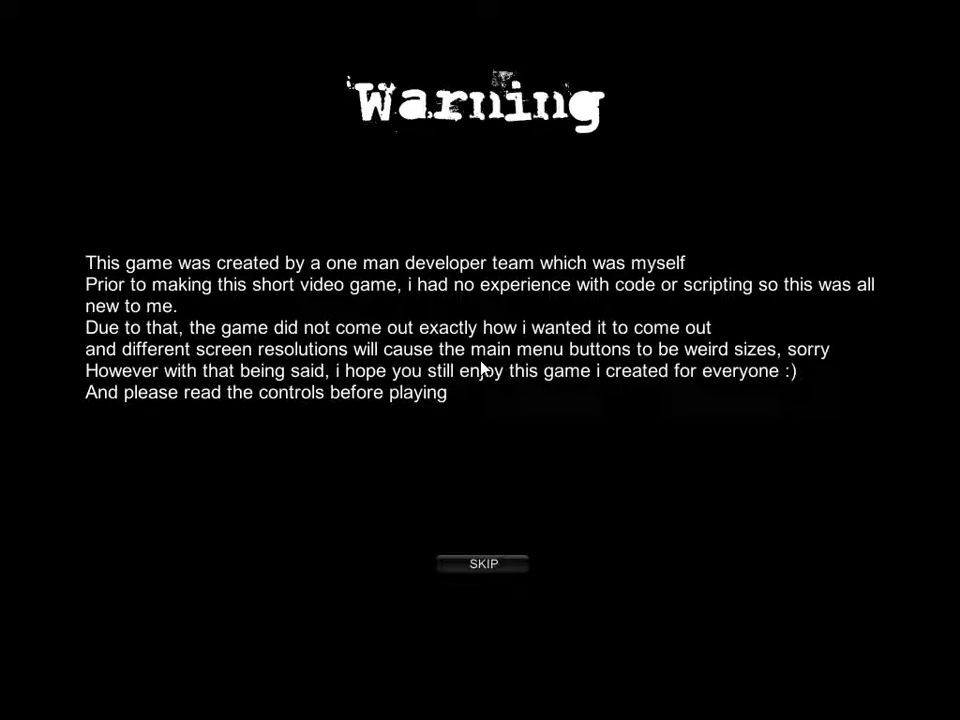 Warning
This game was created by a one man developer team which was myself
Prior to making this short video game, i had no experience with code or scripting so this was all
new to me.
Due to that, the game did not come out exactly how i wanted it to come out
and different screen resolutions will cause the main menu buttons to be weird sizes, sorry
However with that being said, i hope you still enjoy this game i created for everyone :)
And please read the controls before playing
SKIP